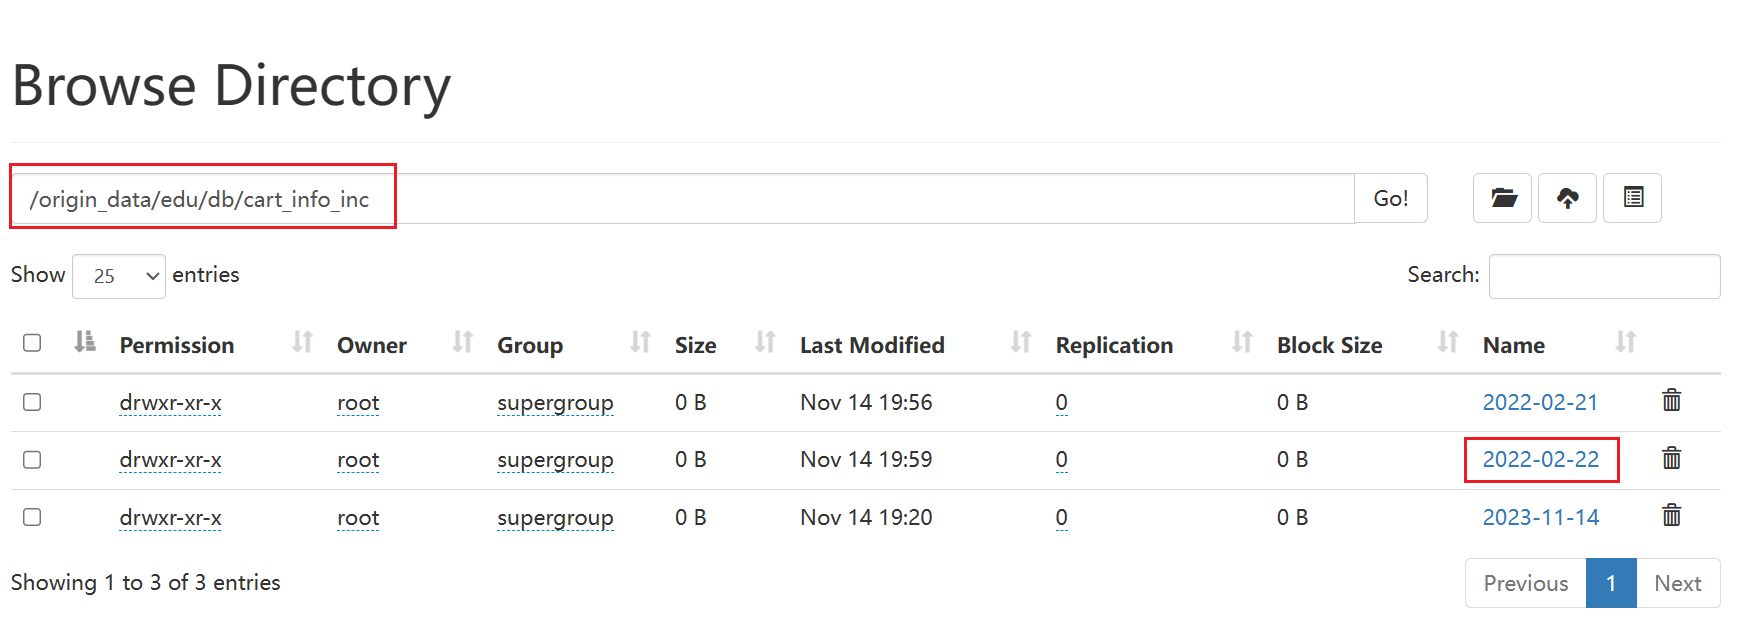 Browse Directory
/origin_data/edu/db/cart_info_inc Go!
Show 25 entries Search:
Permission Owner Group Size Last Modified Replication Block Size Name
drwxr-xr-x root supergroup 0 B Nov 14 19:56 0 0 B 2022-02-21
drwxr-xr-x root supergroup 0 B Nov 14 19:59 0 0 B 2022-02-22
drwxr-xr-x root supergroup 0 B Nov 14 19:20 0 0 B 2023-11-14
Showing 1 to 3 of 3 entries Previous 1 Next